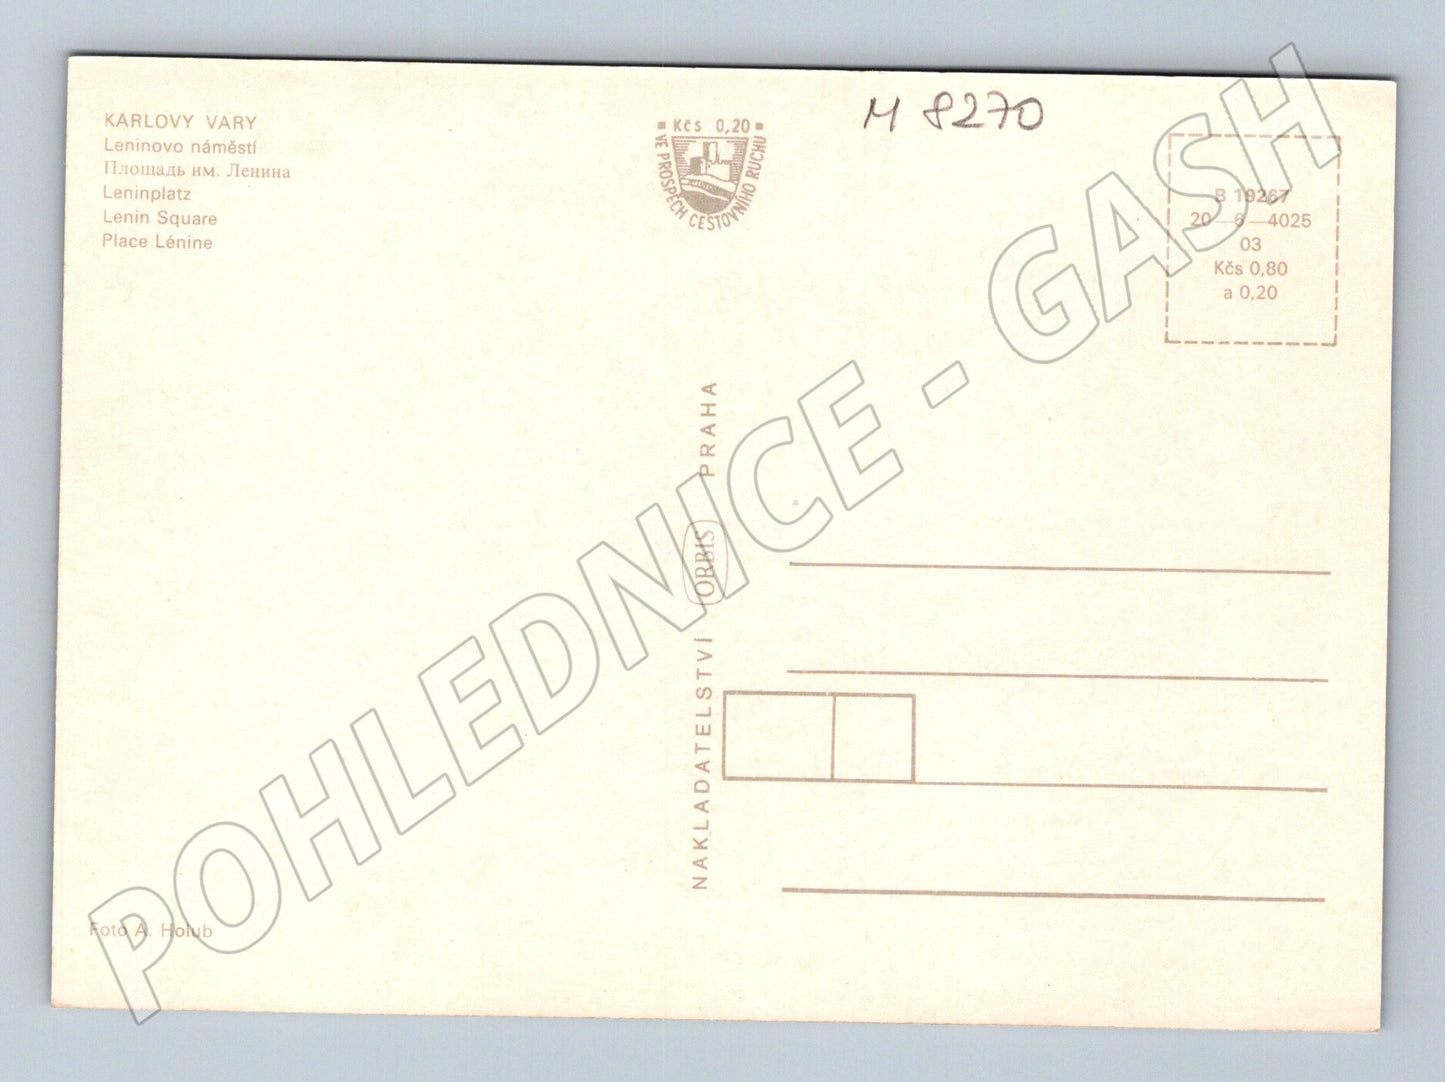 KARLOVY VARY
Leninovo náměstí
Площадь им. Ленина
Leninplatz
Lenin Square
Place Lénine
Kčs 0,20
VE PROSPĚCH CESTOVNÍHO RUCHU
M 8270
B 19267
20—6—4025
03
Kčs 0,80
a 0,20
NAKLADATELSTVÍ ORBIS PRAHA
Foto A. Holub
POHLEDNICE - GASH